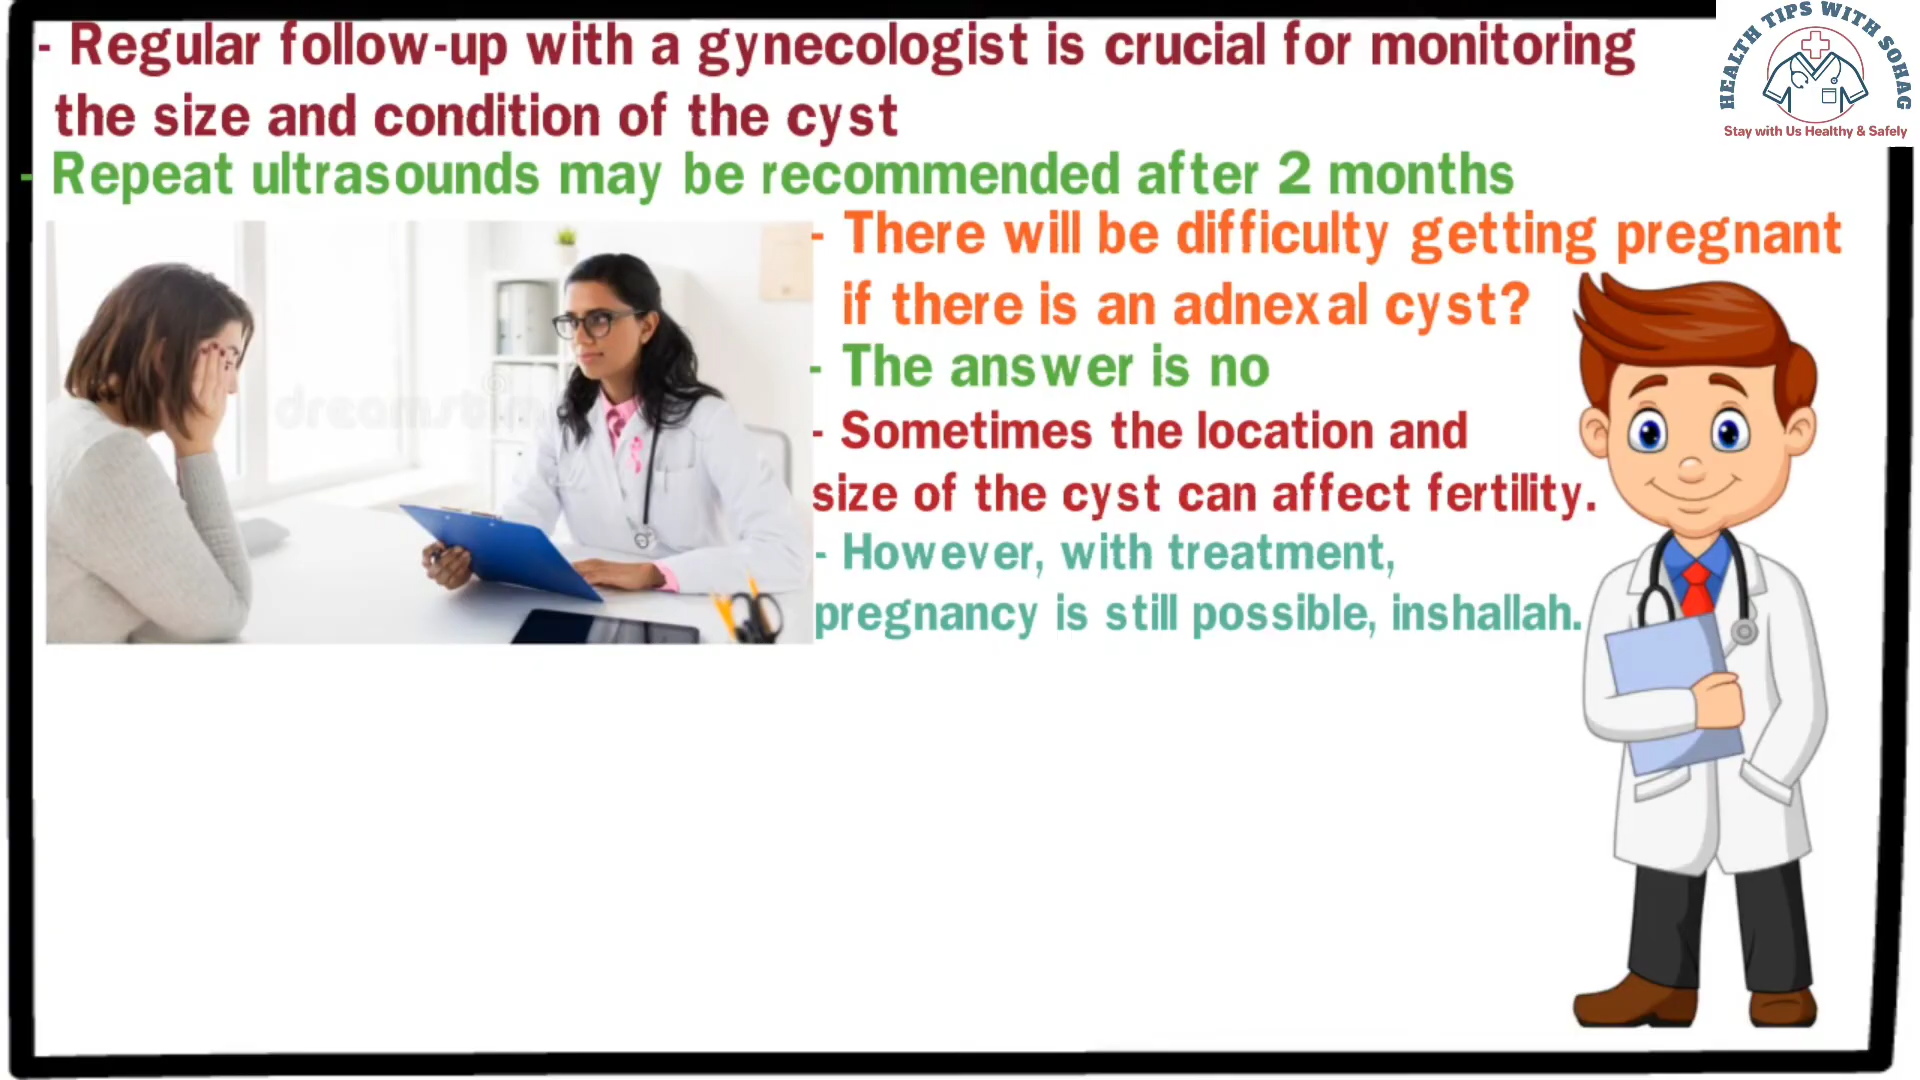 - Regular follow-up with a gynecologist is crucial for monitoring
the size and condition of the cyst
- Repeat ultrasounds may be recommended after 2 months
- There will be difficulty getting pregnant
if there is an adnexal cyst?
- The answer is no
- Sometimes the location and
size of the cyst can affect fertility.
- However, with treatment,
pregnancy is still possible, inshallah.
HEALTH TIPS WITH SOHAG
Stay with Us Healthy & Safely